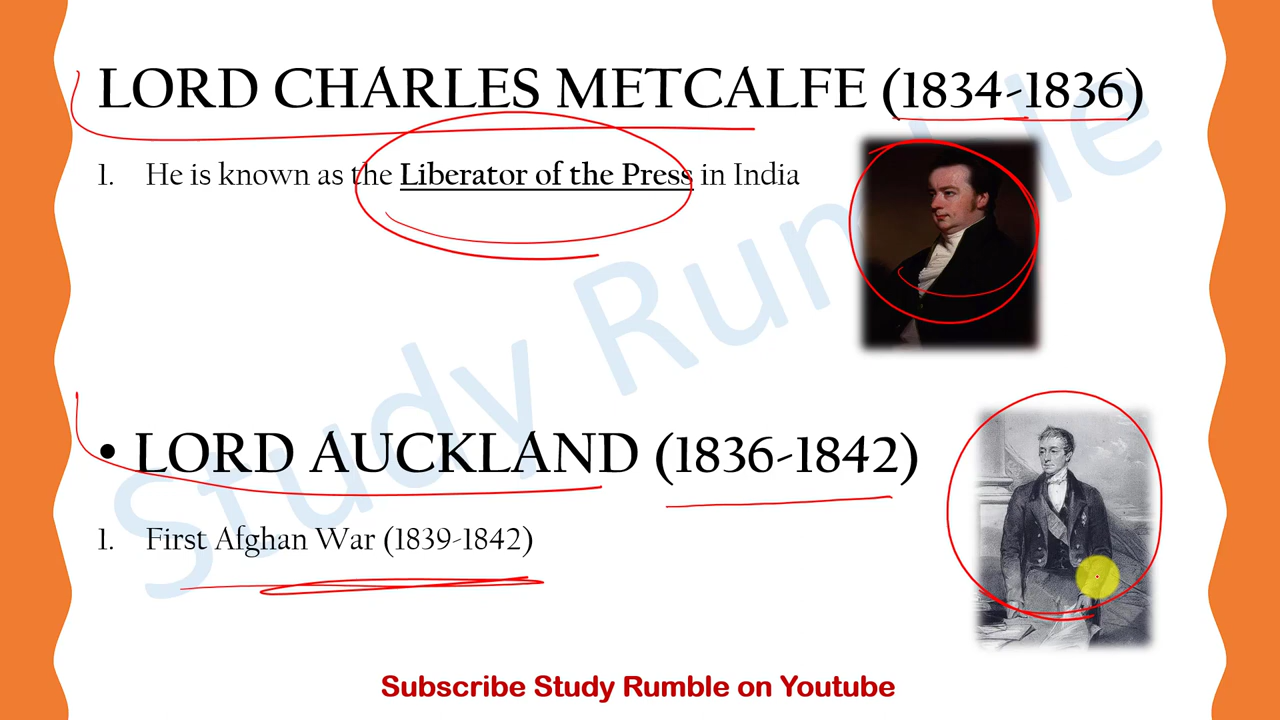 LORD CHARLES METCALFE (1834-1836)
1. He is known as the Liberator of the Press in India
• LORD AUCKLAND (1836-1842)
1. First Afghan War (1839-1842)
Study Rumble
Subscribe Study Rumble on Youtube